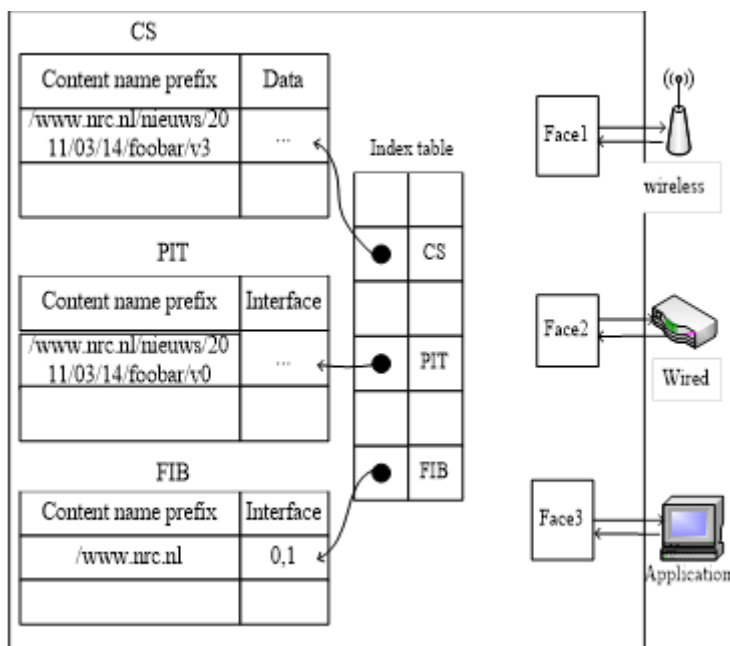 CS
Content name prefix Data
/www.nrc.nl/nieuws/20
11/03/14/foobar/v3 ...
PIT
Content name prefix Interface
/www.nrc.nl/nieuws/20
11/03/14/foobar/v0 ...
FIB
Content name prefix Interface
/www.nrc.nl 0,1
Index table
CS
PIT
FIB
Face1
wireless
Face2
Wired
Face3
Application